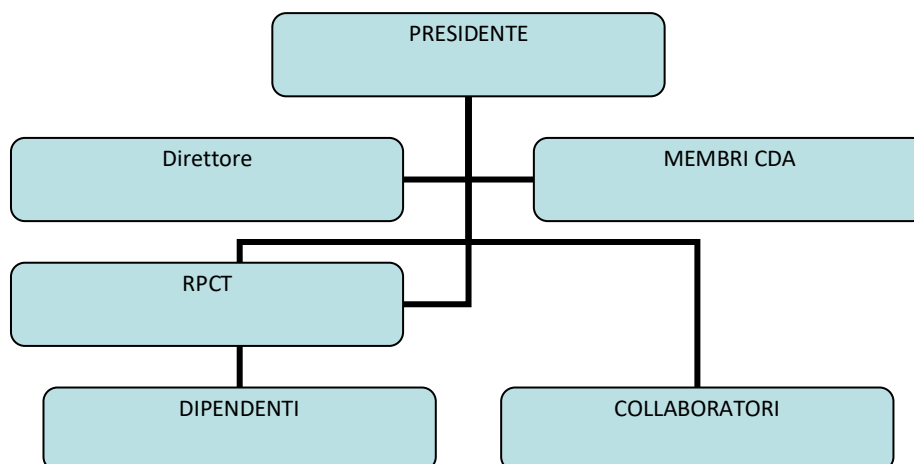 PRESIDENTE
Direttore
MEMBRI CDA
RPCT
DIPENDENTI
COLLABORATORI